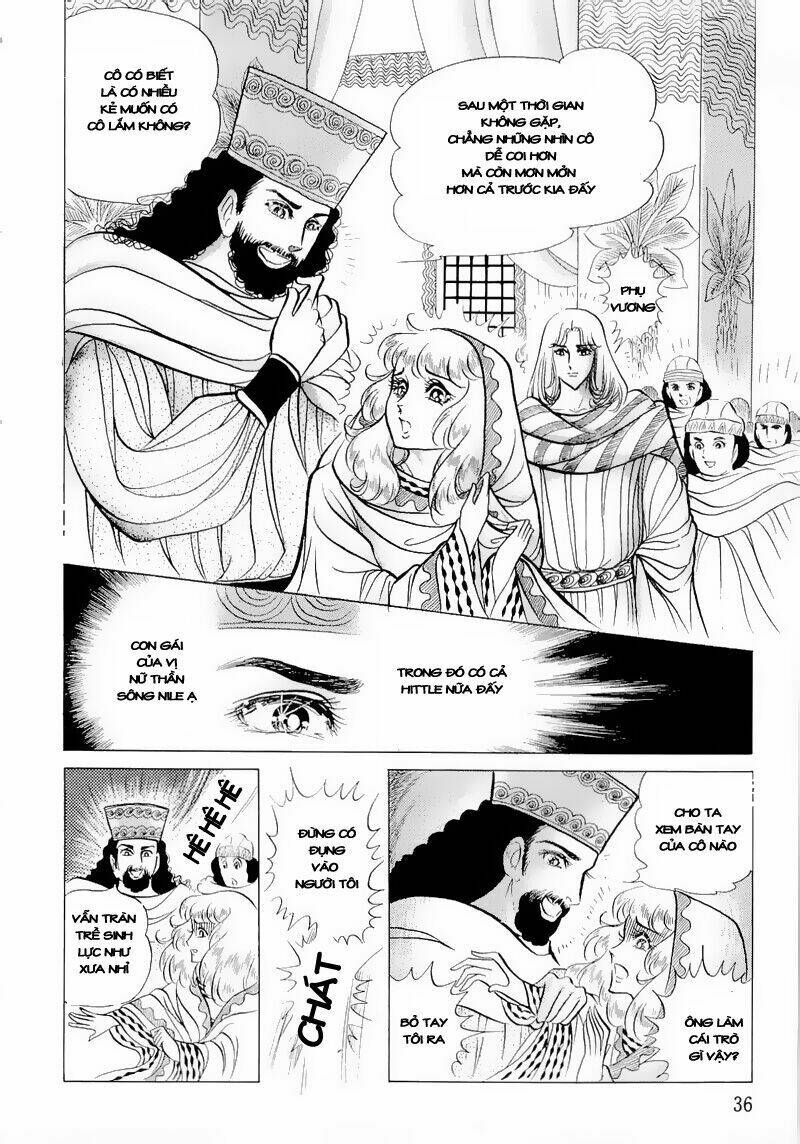 SAU MỘT THỜI GIAN
KHÔNG GẶP,
CHẲNG NHỮNG NHÌN CÔ
DỄ COI HƠN
MÀ CÒN MƠN MỞN
HƠN CẢ TRƯỚC KIA ĐẤY
CÔ CÓ BIẾT
LÀ CÓ NHIỀU
KẺ MUỐN CÓ
CÔ LẮM KHÔNG?
PHỤ
VƯƠNG
TRONG ĐÓ CÓ CẢ
HITTLE NỮA ĐẤY
CON GÁI
CỦA VỊ
NỮ THẦN
SÔNG NILE Ạ
CHO TA
XEM BÀN TAY
CỦA CÔ NÀO
ÔNG LÀM
CÁI TRÒ
GÌ VẬY?
BỎ TAY
TÔI RA
ĐỪNG CÓ
ĐỤNG
VÀO
NGƯỜI TÔI
CHÁT
HÊ HÊ HÊ
VẪN TRÀN
TRỀ SINH
LỰC NHƯ
XƯA NHỈ
36